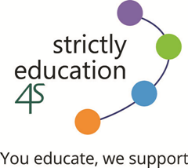 strictly
education
4S
You educate, we support